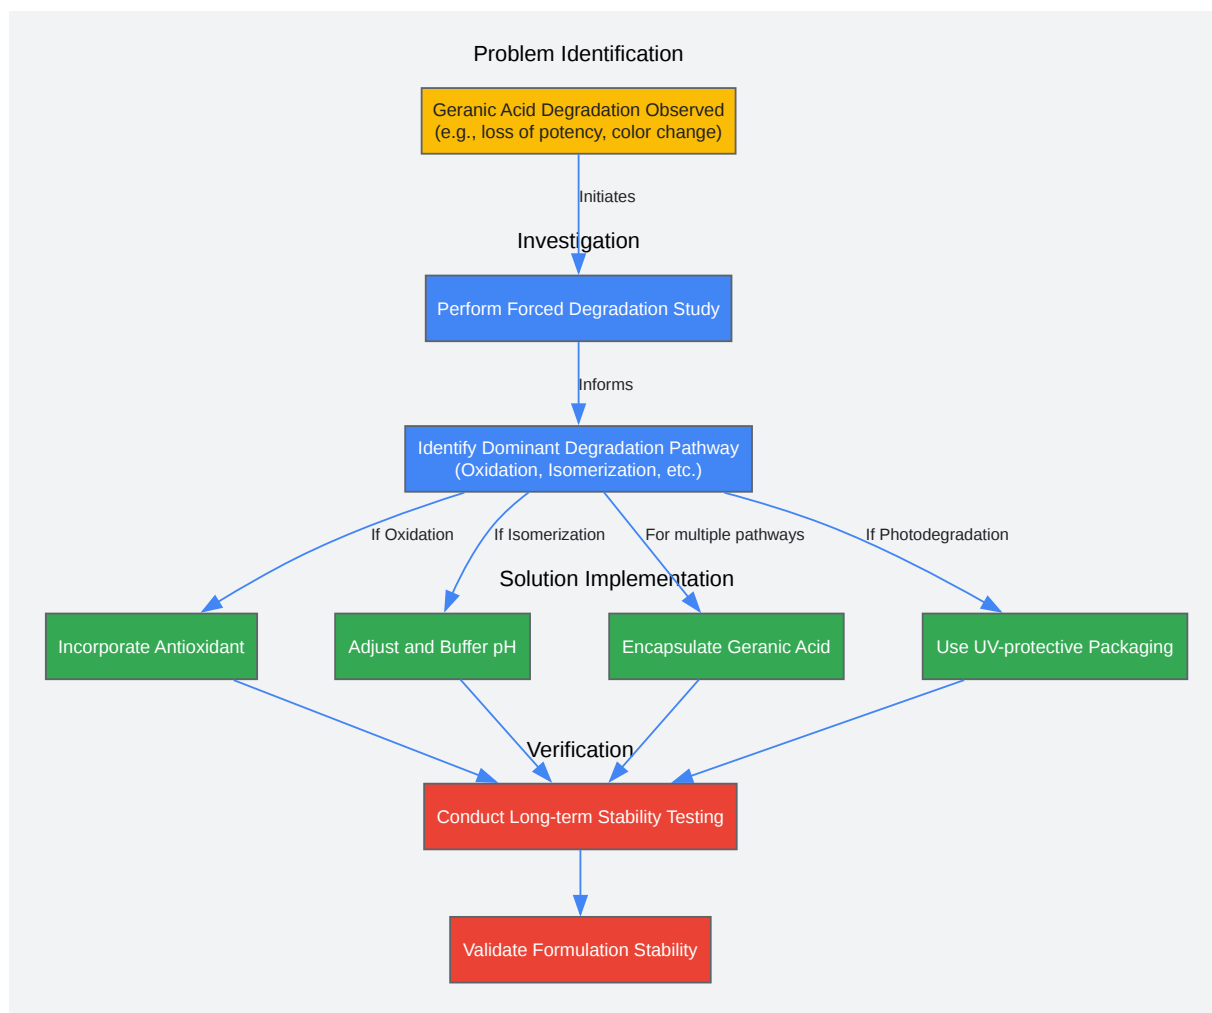 Problem Identification
Geranic Acid Degradation Observed
(e.g., loss of potency, color change)
Initiates
Investigation
Perform Forced Degradation Study
Informs
Identify Dominant Degradation Pathway
(Oxidation, Isomerization, etc.)
If Oxidation
If Isomerization
For multiple pathways
If Photodegradation
Solution Implementation
Incorporate Antioxidant
Adjust and Buffer pH
Encapsulate Geranic Acid
Use UV-protective Packaging
Verification
Conduct Long-term Stability Testing
Validate Formulation Stability